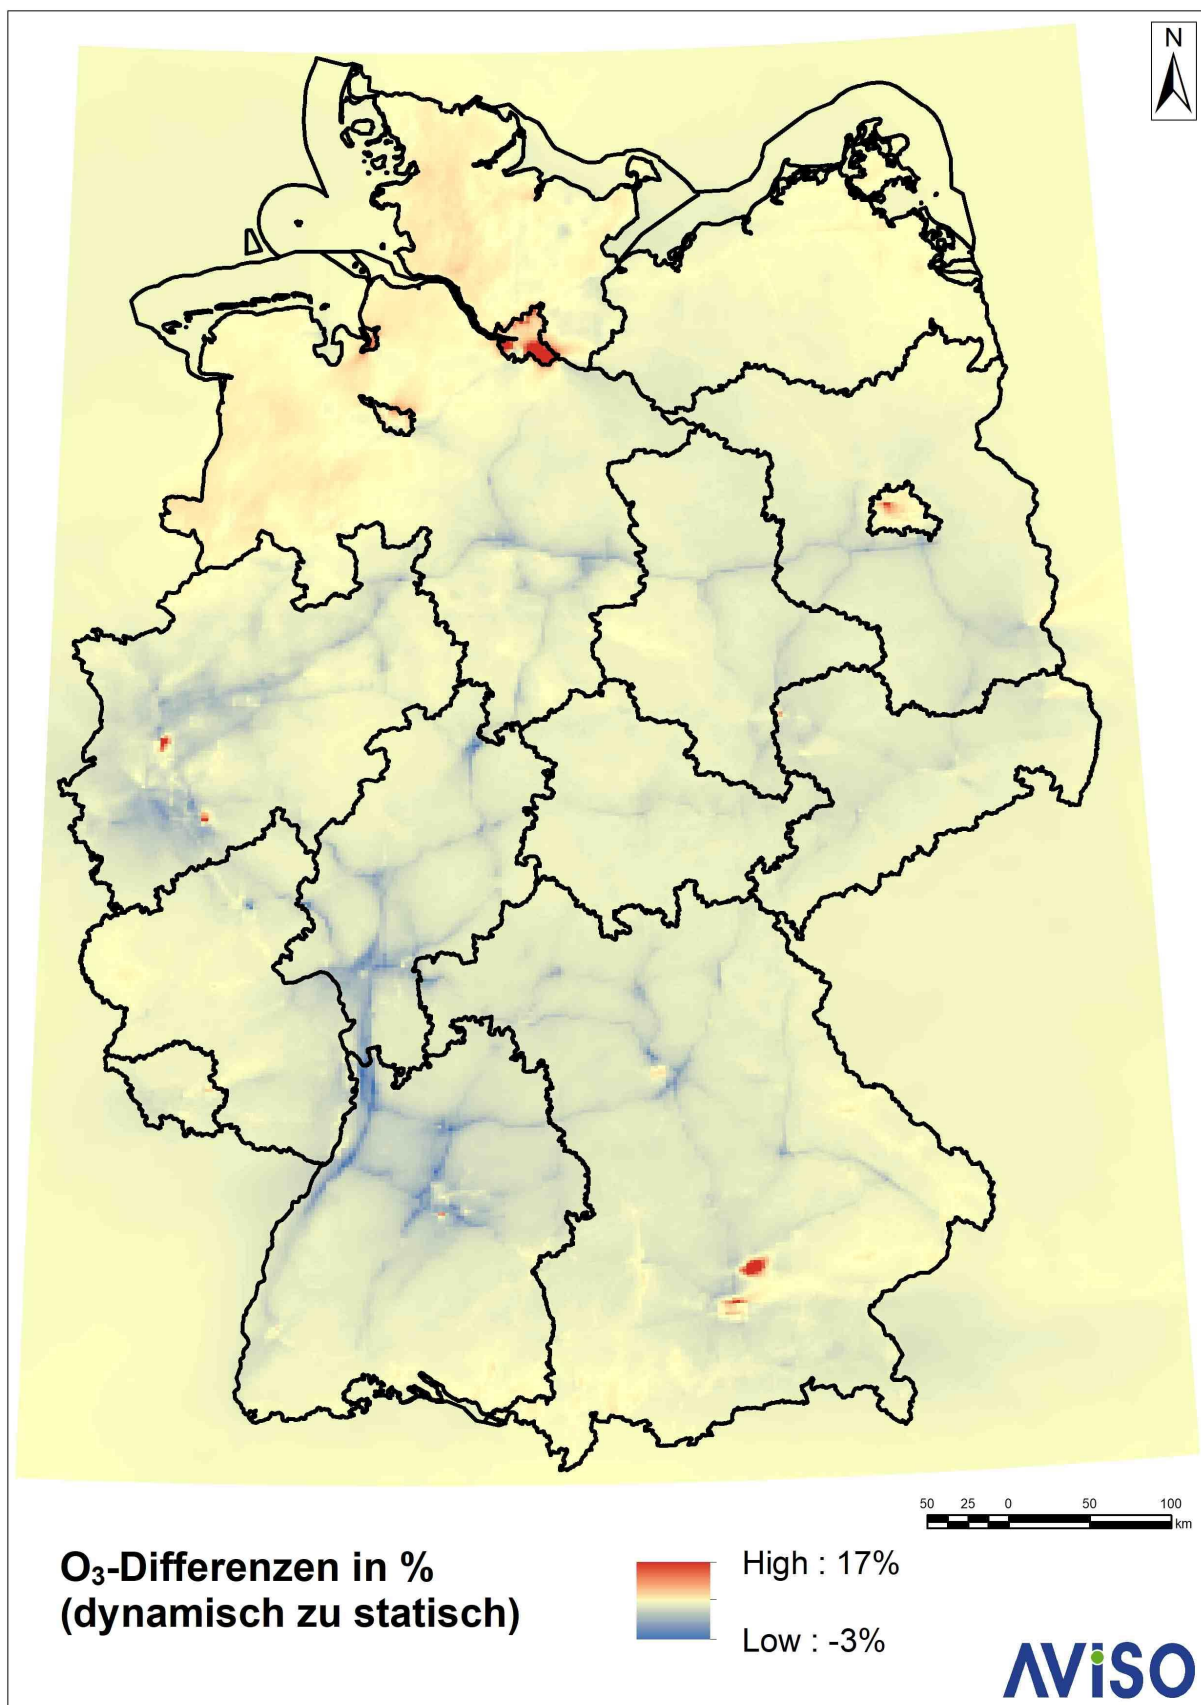 N
50 25 0 50 100
km
O₃-Differenzen in %
(dynamisch zu statisch)
High : 17%
Low : -3%
AViSO